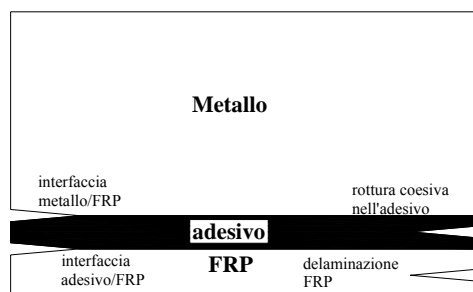 Metallo
interfaccia
metallo/FRP
rottura coesiva
nell'adesivo
adesivo
FRP
interfaccia
adesivo/FRP
delaminazione
FRP